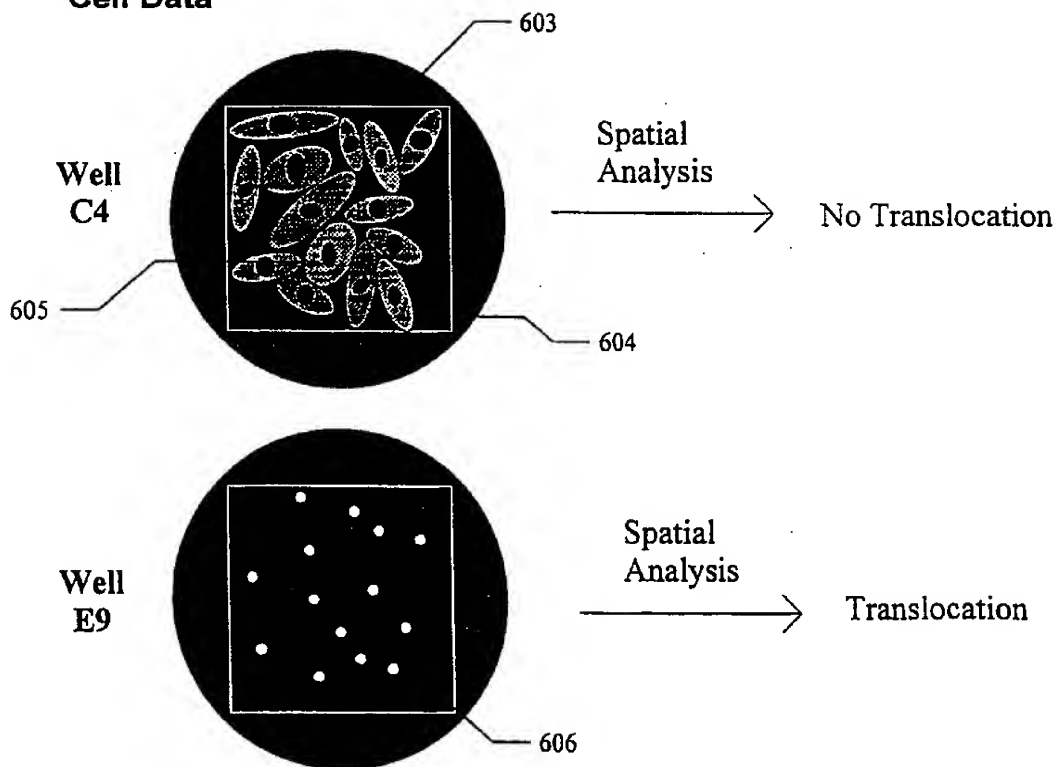 Cell Data
603
Well
C4
Spatial
Analysis
No Translocation
605
604
Well
E9
Spatial
Analysis
Translocation
606